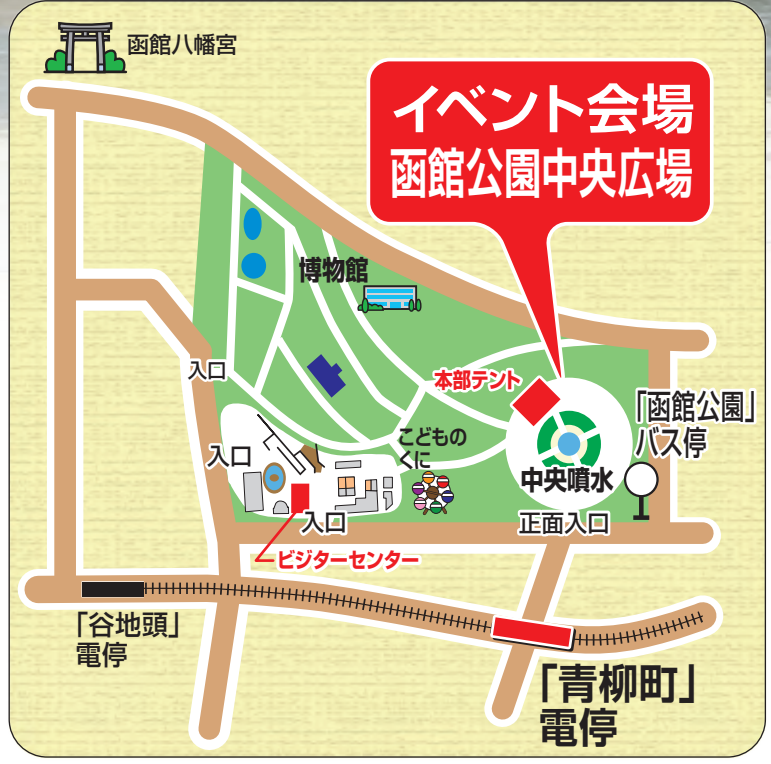 函館八幡宮
イベント会場
函館公園中央広場
博物館
入口
本部テント
「函館公園」
バス停
こどもの
くに
入口
中央噴水
入口
正面入口
ビジターセンター
「谷地頭」
電停
「青柳町」
電停